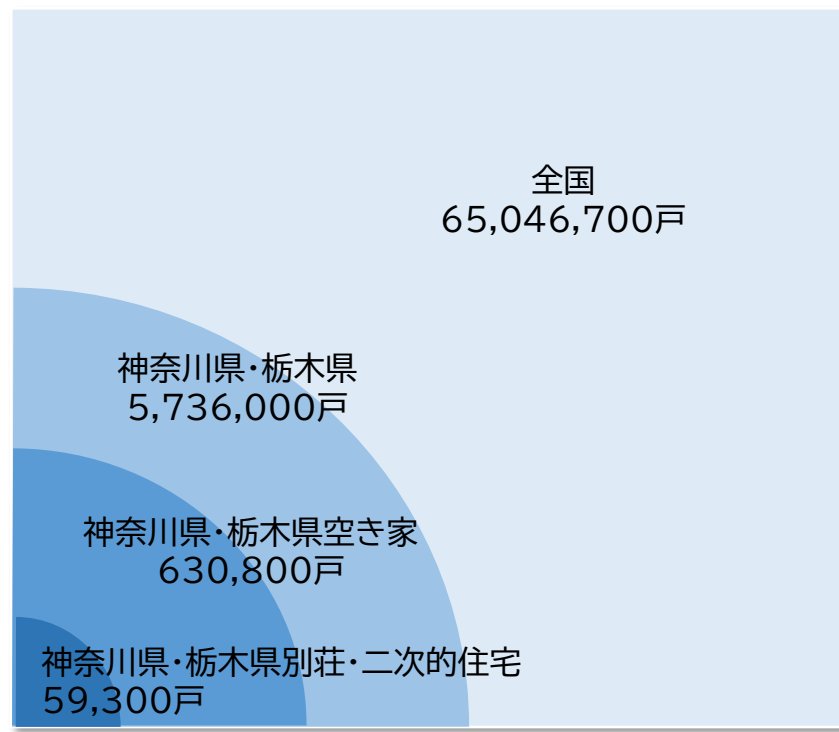 全国
65,046,700戸
神奈川県・栃木県
5,736,000戸
神奈川県・栃木県空き家
630,800戸
神奈川県・栃木県別荘・二次的住宅
59,300戸